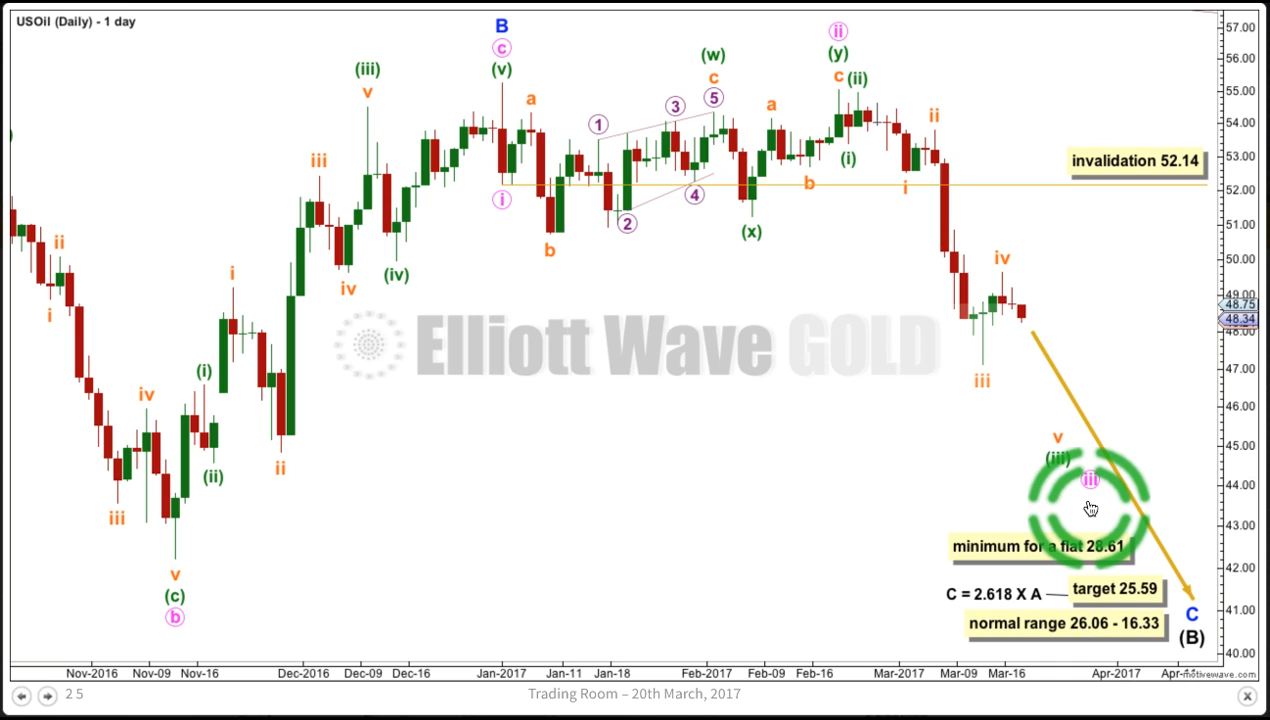 USOil (Daily) - 1 day
B
c
(v)
(iii)
v
a
(w)
c
5
3
1
ii
(y)
c (ii)
a
ii
57.00
56.00
55.00
54.00
53.00
52.00
51.00
50.00
49.00
48.75
48.34
48.00
47.00
46.00
45.00
44.00
43.00
42.00
41.00
40.00
invalidation 52.14
iii
(i)
b
i
i
4
2
(x)
b
ii
i
i
iv
(iv)
iv
iii
Elliott Wave GOLD
iv
(i)
(ii)
ii
iii
v
(c)
b
v
(iii)
iii
minimum for a flat 28.61
C = 2.618 X A
target 25.59
normal range 26.06 - 16.33
C
(B)
Nov-2016 Nov-09 Nov-16 Dec-2016 Dec-09 Dec-16 Jan-2017 Jan-11 Jan-18 Feb-2017 Feb-09 Feb-16 Mar-2017 Mar-09 Mar-16 Apr-2017
motivewave.com
2 5
Trading Room – 20th March, 2017